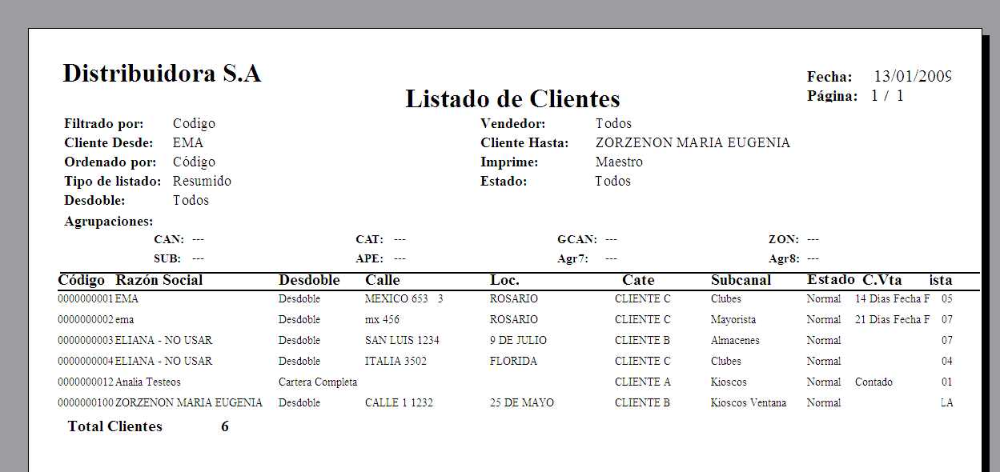 Distribuidora S.A
Fecha: 13/01/2009
Listado de Clientes
Página: 1 / 1
Filtrado por: Codigo Vendedor: Todos
Cliente Desde: EMA Cliente Hasta: ZORZENON MARIA EUGENIA
Ordenado por: Código Imprime: Maestro
Tipo de listado: Resumido Estado: Todos
Desdoble: Todos
Agrupaciones:
CAN: --- CAT: --- GCAN: --- ZON: ---
SUB: --- APE: --- Agr7: --- Agr8: ---
Código Razón Social Desdoble Calle Loc. Cate Subcanal Estado C.Vta ista
0000000001 EMA Desdoble MEXICO 653 3 ROSARIO CLIENTE C Clubes Normal 14 Dias Fecha F 05
0000000002 ema Desdoble mx 456 ROSARIO CLIENTE C Mayorista Normal 21 Dias Fecha F 07
0000000003 ELIANA - NO USAR Desdoble SAN LUIS 1234 9 DE JULIO CLIENTE B Almacenes Normal 07
0000000004 ELIANA - NO USAR Desdoble ITALIA 3502 FLORIDA CLIENTE C Clubes Normal 04
0000000012 Analia Testeos Cartera Completa CLIENTE A Kioscos Normal Contado 01
0000000100 ZORZENON MARIA EUGENIA Desdoble CALLE 1 1232 25 DE MAYO CLIENTE B Kioscos Ventana Normal LA
Total Clientes 6